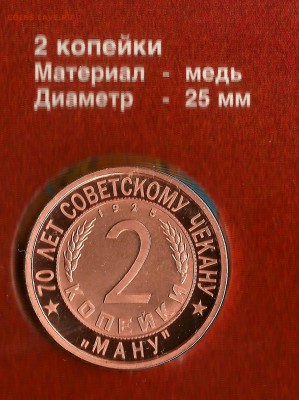 2 копейки
Материал - медь
Диаметр - 25 мм
70 ЛЕТ СОВЕТСКОМУ ЧЕКАНУ
1925
2
КОПЕЙКИ
"МАНУ"